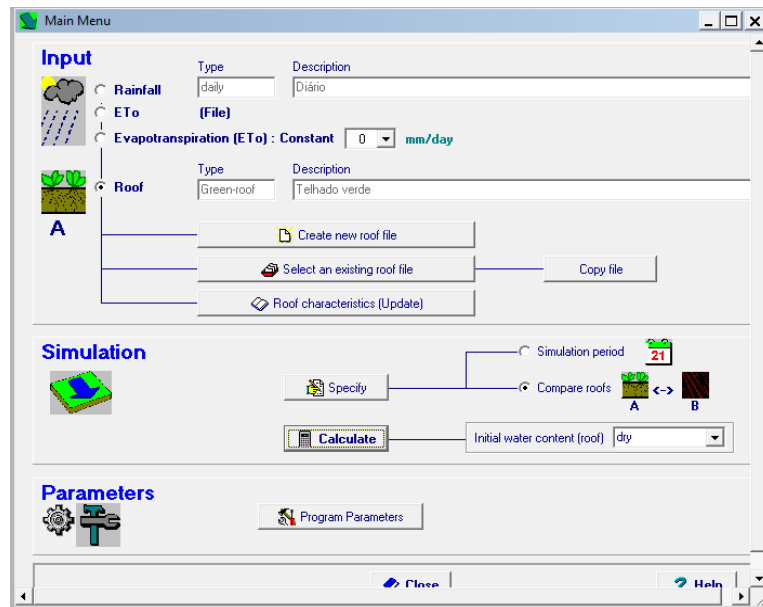 Main Menu
Input
Type Description
Rainfall daily Diário
ETo (File)
Evapotranspiration (ETo) : Constant 0 mm/day
Type Description
Roof Green-roof Telhado verde
A
Create new roof file
Select an existing roof file Copy file
Roof characteristics (Update)
Simulation
Simulation period 21
Specify
Compare roofs <-> 
A B
Calculate Initial water content (roof) dry
Parameters
Program Parameters
Close ? Help